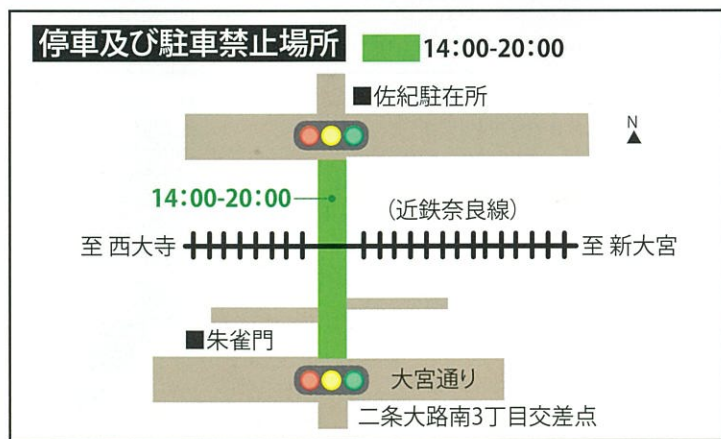 停車及び駐車禁止場所
14:00-20:00
■佐紀駐在所
N
14:00-20:00
(近鉄奈良線)
至 西大寺
至 新大宮
■朱雀門
大宮通り
二条大路南3丁目交差点